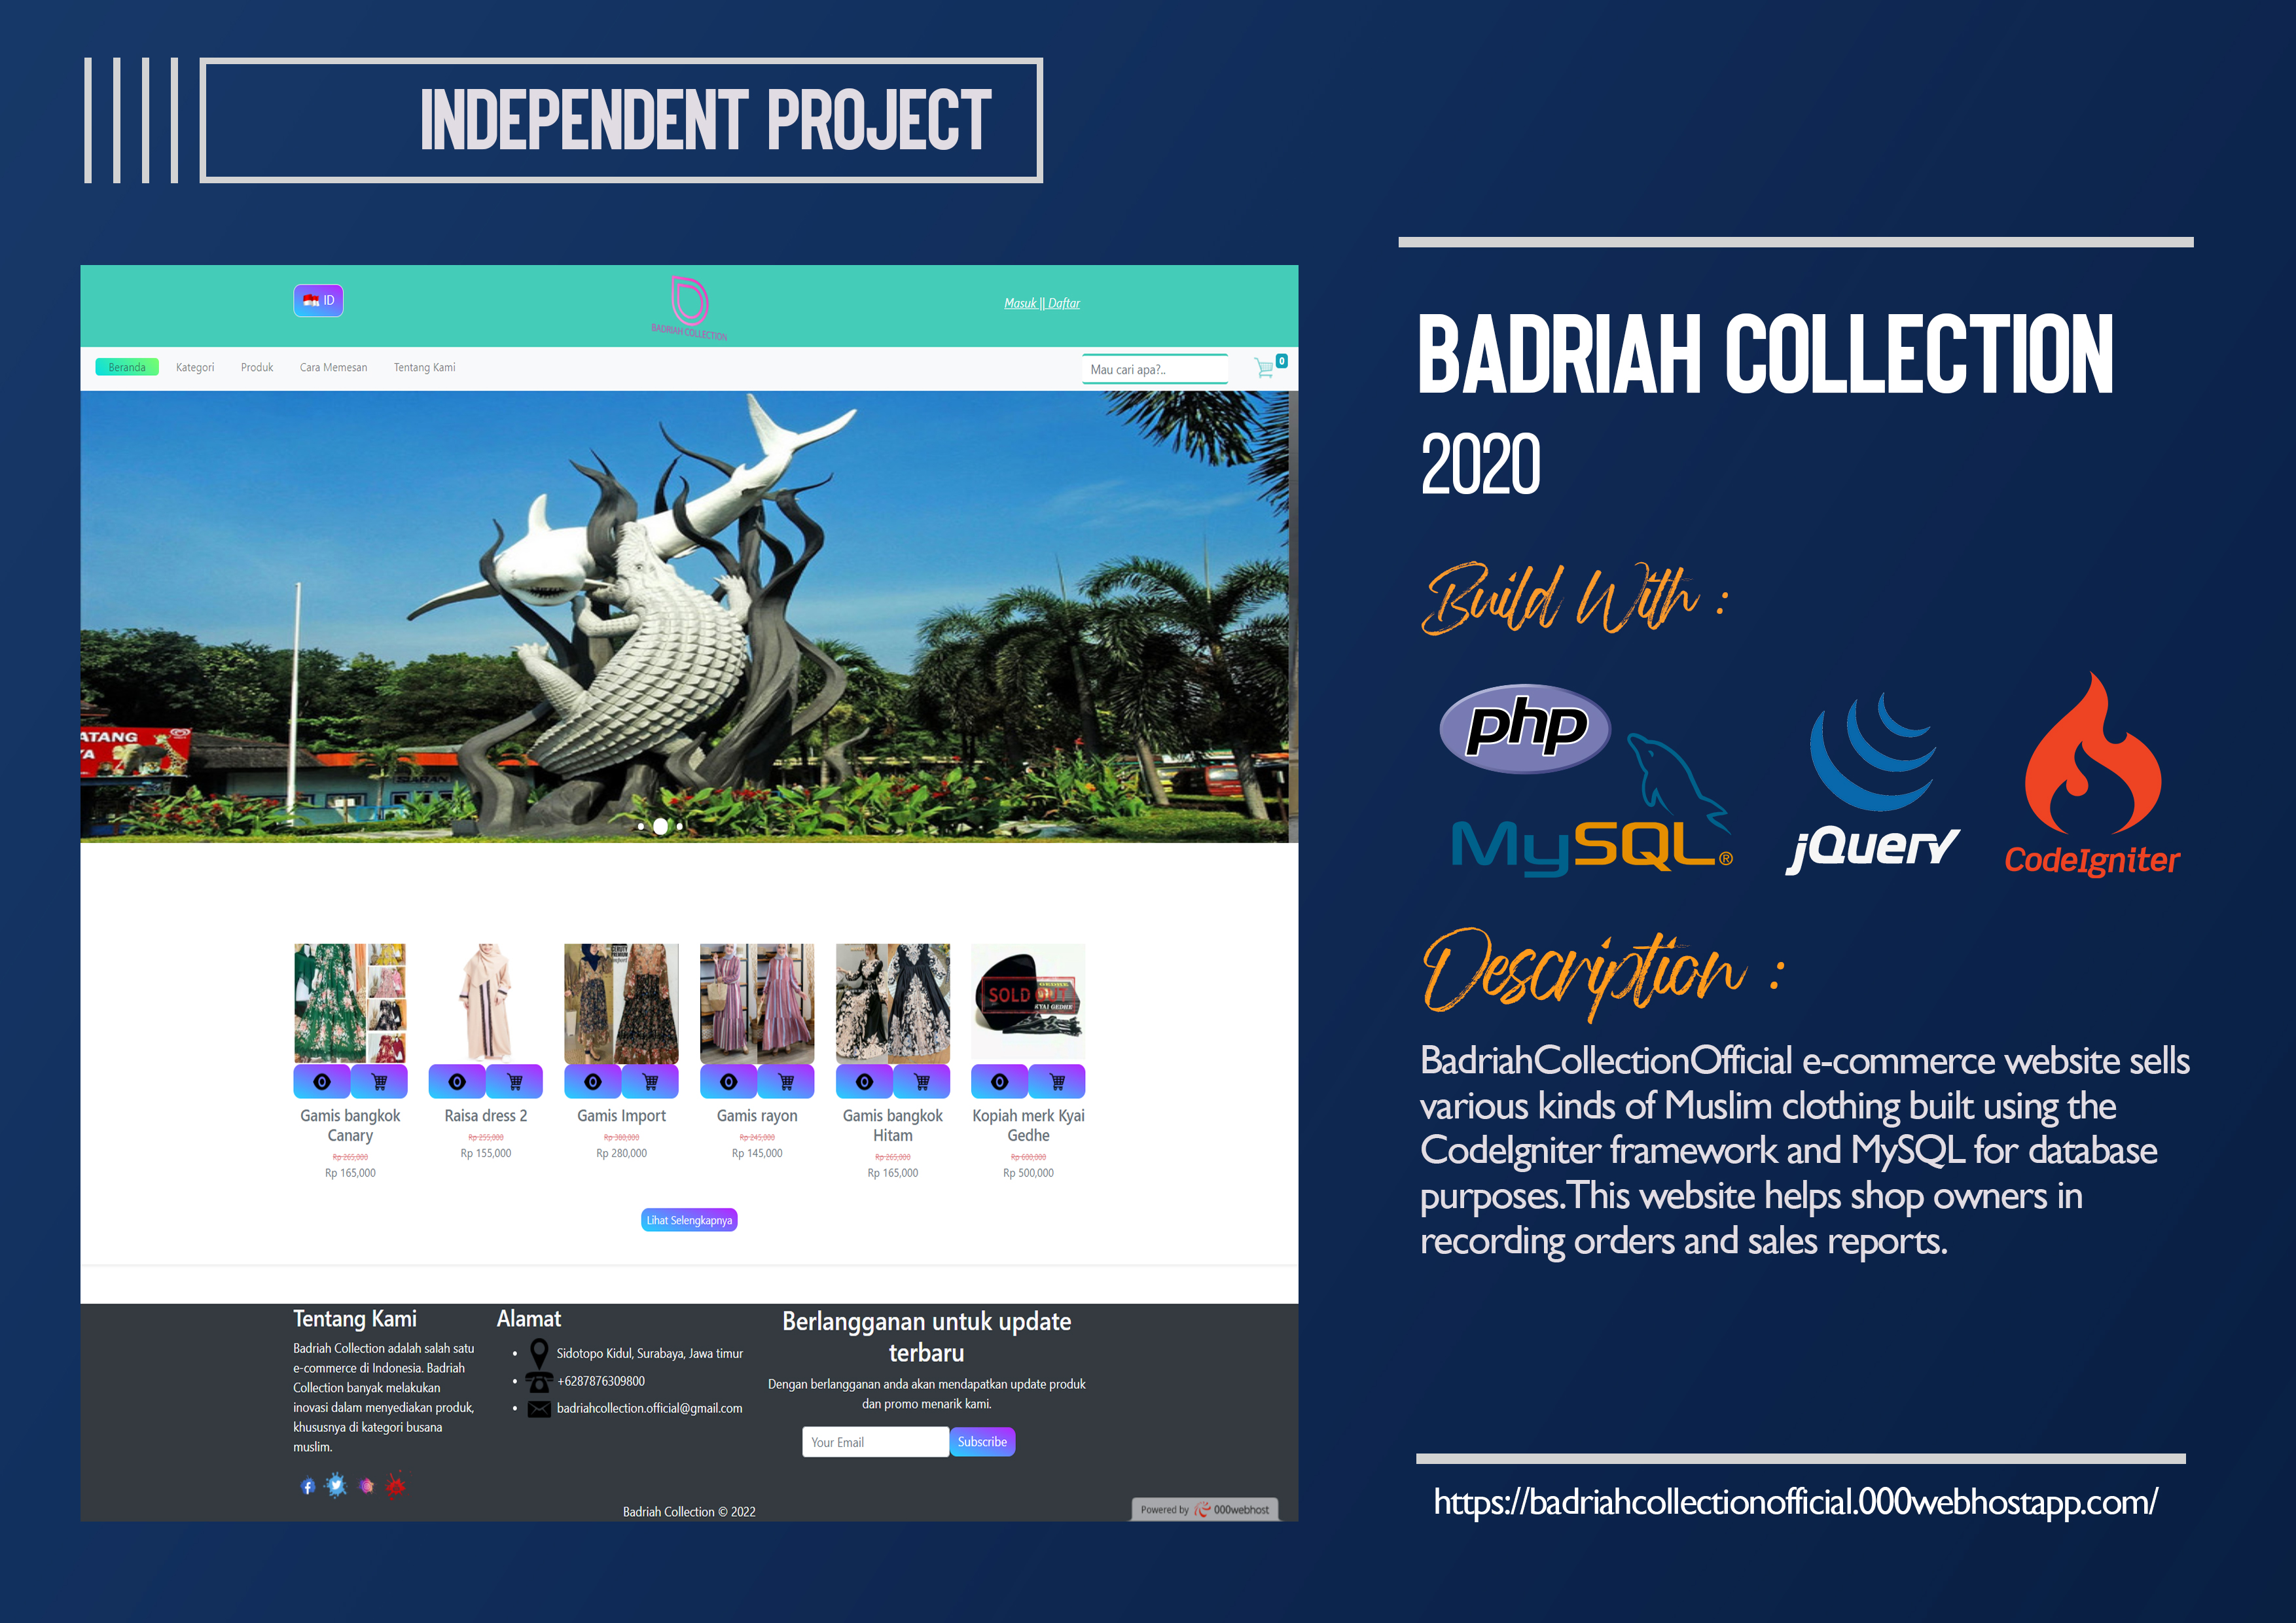 INDEPENDENT PROJECT
ID
BADRIAH COLLECTION
Masuk || Daftar
Beranda
Kategori
Produk
Cara Memesan
Tentang Kami
Mau cari apa?..
0
ATANG
YA
SARAN
SOLD OUT
GEDHE
KYAI GEDHE
Gamis bangkok
Canary
Rp 265,000
Rp 165,000
Raisa dress 2
Rp 255,000
Rp 155,000
Gamis Import
Rp 380,000
Rp 280,000
Gamis rayon
Rp 245,000
Rp 145,000
Gamis bangkok
Hitam
Rp 265,000
Rp 165,000
Kopiah merk Kyai
Gedhe
Rp 600,000
Rp 500,000
Lihat Selengkapnya
Tentang Kami
Badriah Collection adalah salah satu
e-commerce di Indonesia. Badriah
Collection banyak melakukan
inovasi dalam menyediakan produk,
khususnya di kategori busana
muslim.
Alamat
Sidotopo Kidul, Surabaya, Jawa timur
+6287876309800
badriahcollection.official@gmail.com
Berlangganan untuk update
terbaru
Dengan berlangganan anda akan mendapatkan update produk
dan promo menarik kami.
Your Email
Subscribe
Badriah Collection © 2022
Powered by 000webhost
BADRIAH COLLECTION
2020
Build With :
php
MySQL®
jQuery
CodeIgniter
Description :
BadriahCollectionOfficial e-commerce website sells
various kinds of Muslim clothing built using the
CodeIgniter framework and MySQL for database
purposes.This website helps shop owners in
recording orders and sales reports.
https://badriahcollectionofficial.000webhostapp.com/